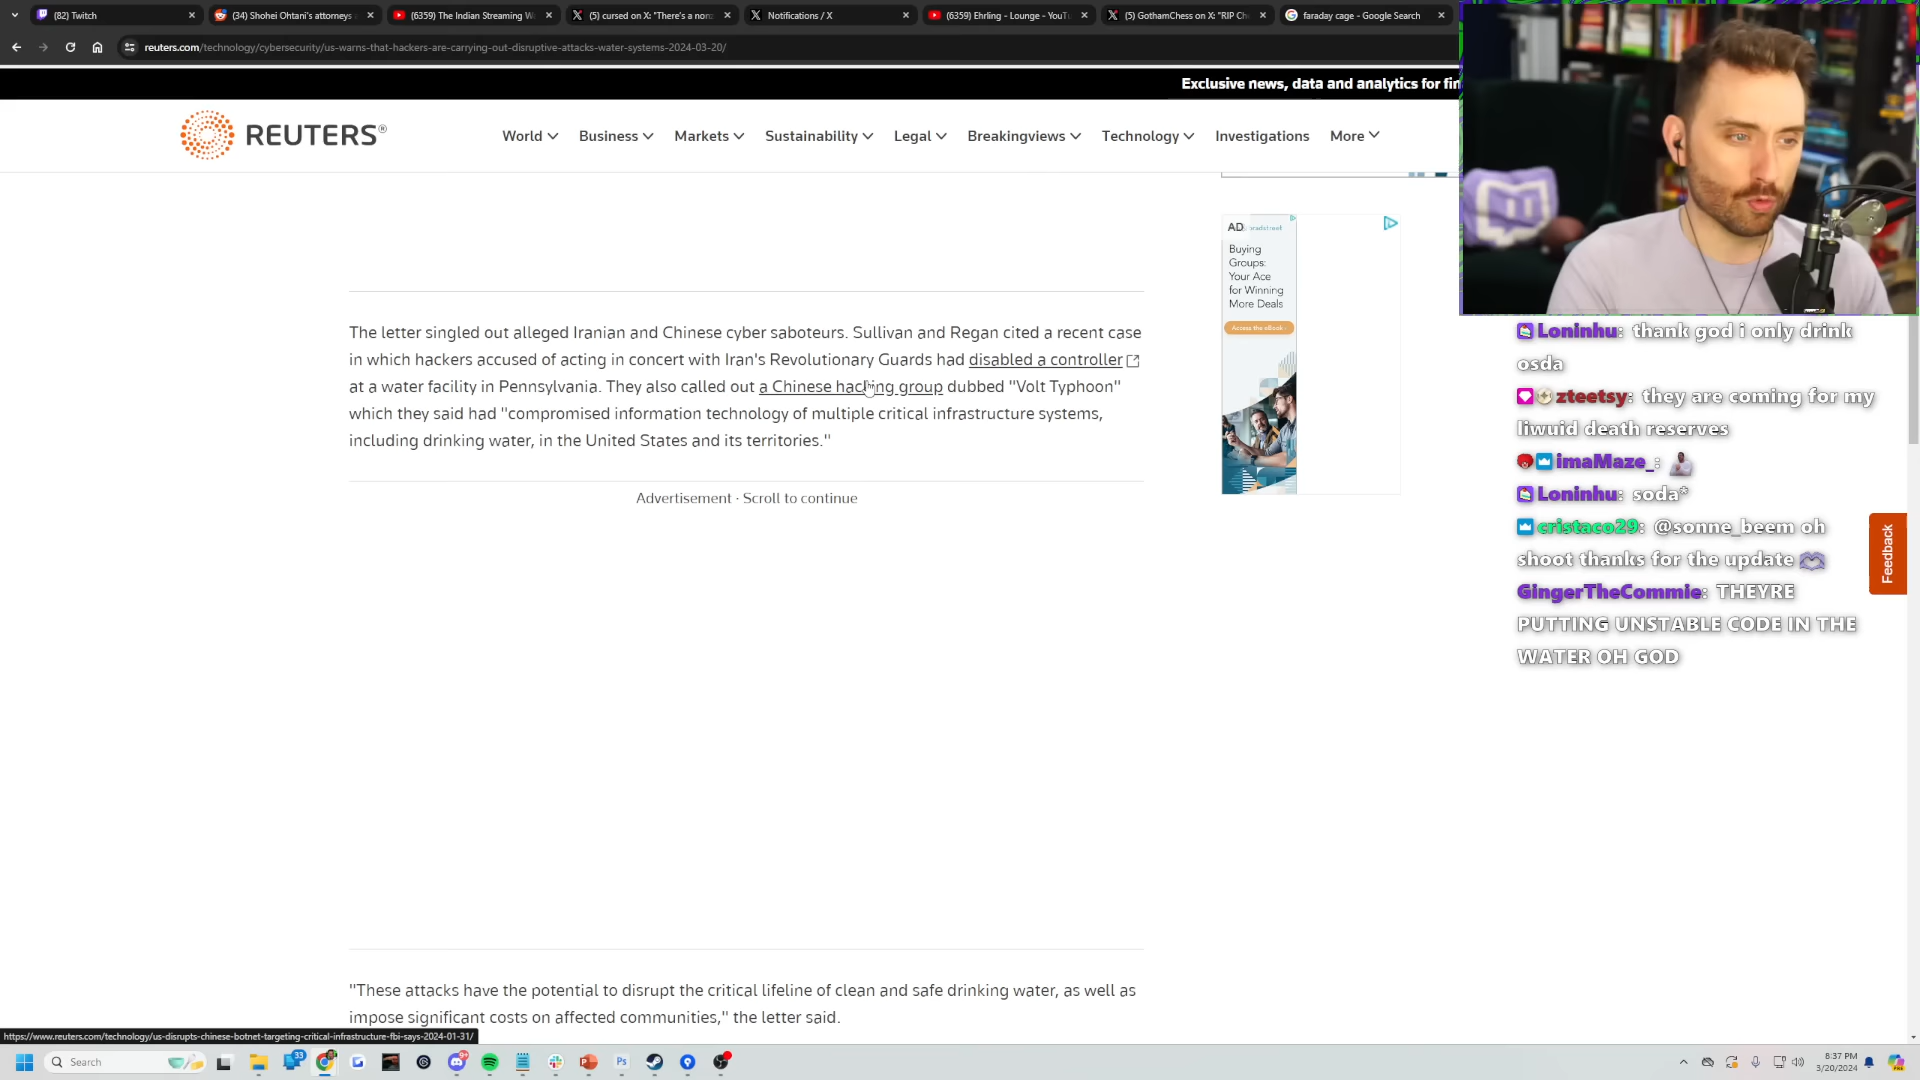 (82) Twitch
(34) Shohei Ohtani's attorneys
(6359) The Indian Streaming W
(5) cursed on X: "There's a non
Notifications / X
(6359) Ehrling - Lounge - YouTu
(5) GothamChess on X: "RIP Ch
faraday cage - Google Search
reuters.com/technology/cybersecurity/us-warns-that-hackers-are-carrying-out-disruptive-attacks-water-systems-2024-03-20/
Exclusive news, data and analytics for fin
REUTERS®
World
Business
Markets
Sustainability
Legal
Breakingviews
Technology
Investigations
More
AD
Buying
Groups:
Your Ace
for Winning
More Deals
Access the eBook
The letter singled out alleged Iranian and Chinese cyber saboteurs. Sullivan and Regan cited a recent case
in which hackers accused of acting in concert with Iran's Revolutionary Guards had disabled a controller
at a water facility in Pennsylvania. They also called out a Chinese hacking group dubbed "Volt Typhoon"
which they said had "compromised information technology of multiple critical infrastructure systems,
including drinking water, in the United States and its territories."
Advertisement · Scroll to continue
"These attacks have the potential to disrupt the critical lifeline of clean and safe drinking water, as well as
impose significant costs on affected communities," the letter said.
Loninhu: thank god i only drink
osda
zteetsy: they are coming for my
liwuid death reserves
imaMaze_:
Loninhu: soda*
cristaco29: @sonne_beem oh
shoot thanks for the update
GingerTheCommie: THEYRE
PUTTING UNSTABLE CODE IN THE
WATER OH GOD
Feedback
https://www.reuters.com/technology/us-disrupts-chinese-botnet-targeting-critical-infrastructure-fbi-says-2024-01-31/
Search
33
8:37 PM
3/20/2024